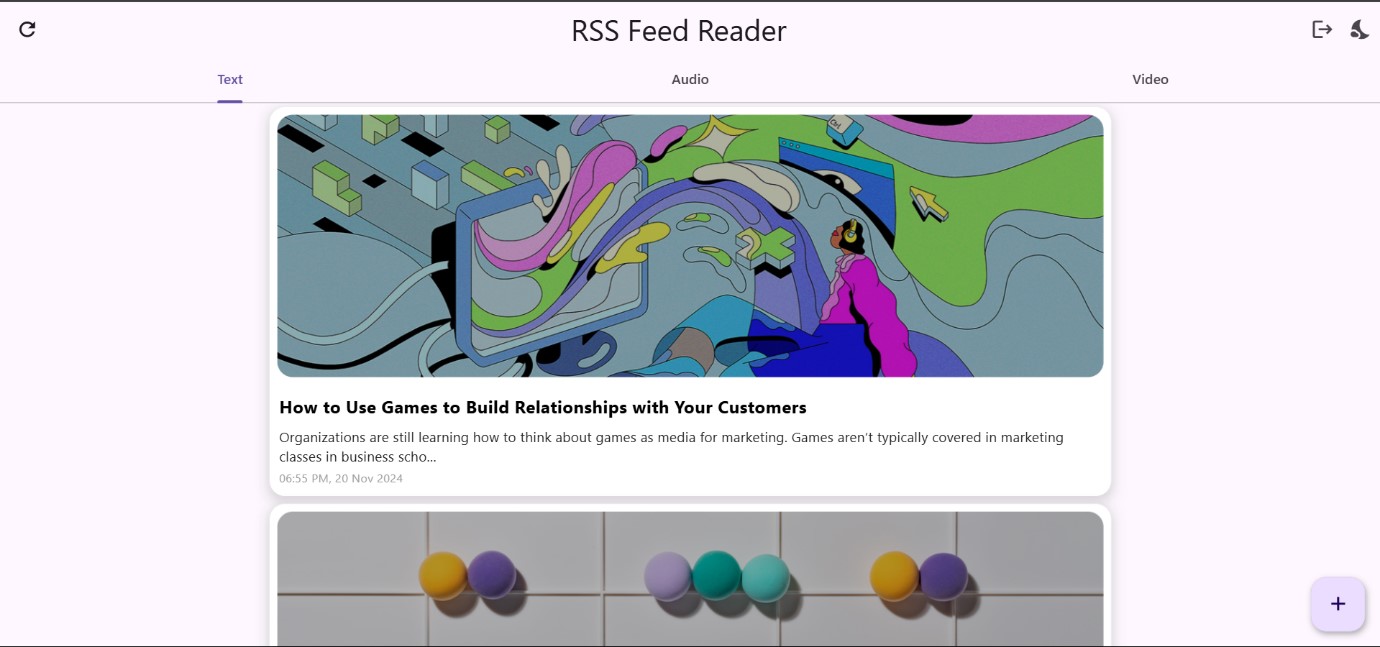 RSS Feed Reader
Text
Audio
Video
Ctrl
How to Use Games to Build Relationships with Your Customers
Organizations are still learning how to think about games as media for marketing. Games aren't typically covered in marketing
classes in business scho...
06:55 PM, 20 Nov 2024